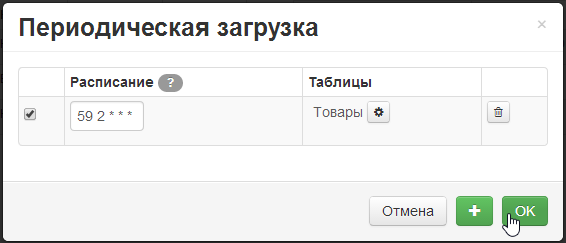 Периодическая загрузка ×
Расписание ? Таблицы
59 2 * * * Товары
Отмена + OK